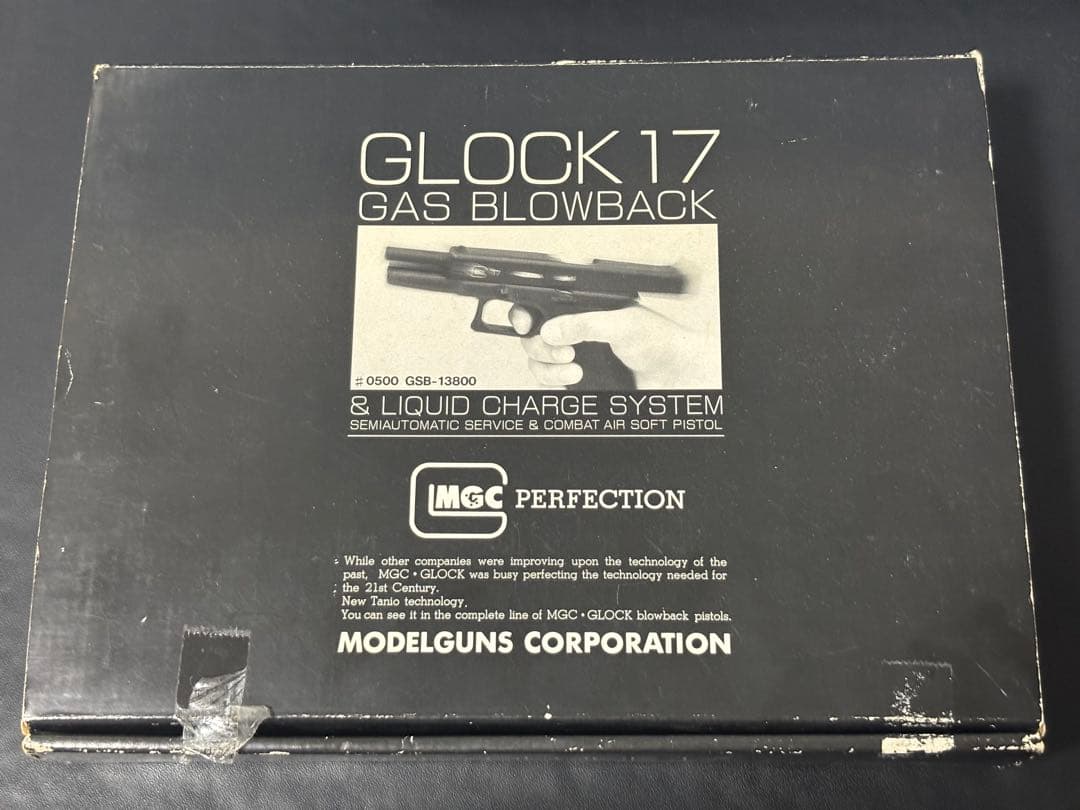 GLOCK 17
GAS BLOWBACK
#0500 GSB-13800
& LIQUID CHARGE SYSTEM
SEMIAUTOMATIC SERVICE & COMBAT AIR SOFT PISTOL
MGC PERFECTION
While other companies were improving upon the technology of the
past, MGC • GLOCK was busy perfecting the technology needed for
the 21st Century.
New Tanio technology.
You can see it in the complete line of MGC • GLOCK blowback pistols.
MODELGUNS CORPORATION